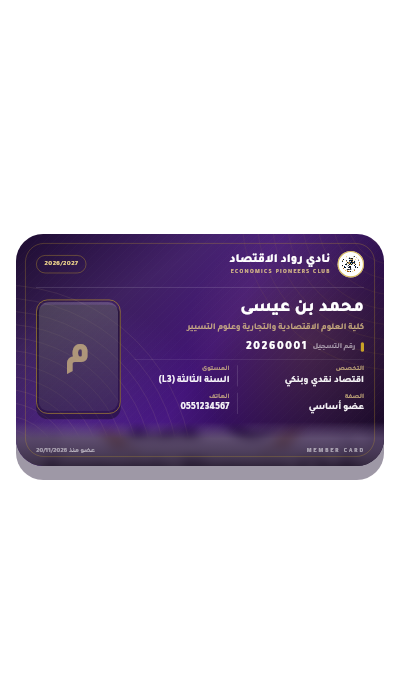 نادي رواد الاقتصاد
ECONOMICS PIONEERS CLUB
2026/2027
محمد بن عيسى
كلية العلوم الاقتصادية والتجارية وعلوم التسيير
رقم التسجيل 20260001
م
التخصص
اقتصاد نقدي وبنكي
المستوى
السنة الثالثة (L3)
الصفة
عضو أساسي
الهاتف
0551234567
MEMBER CARD
عضو منذ 20/11/2026